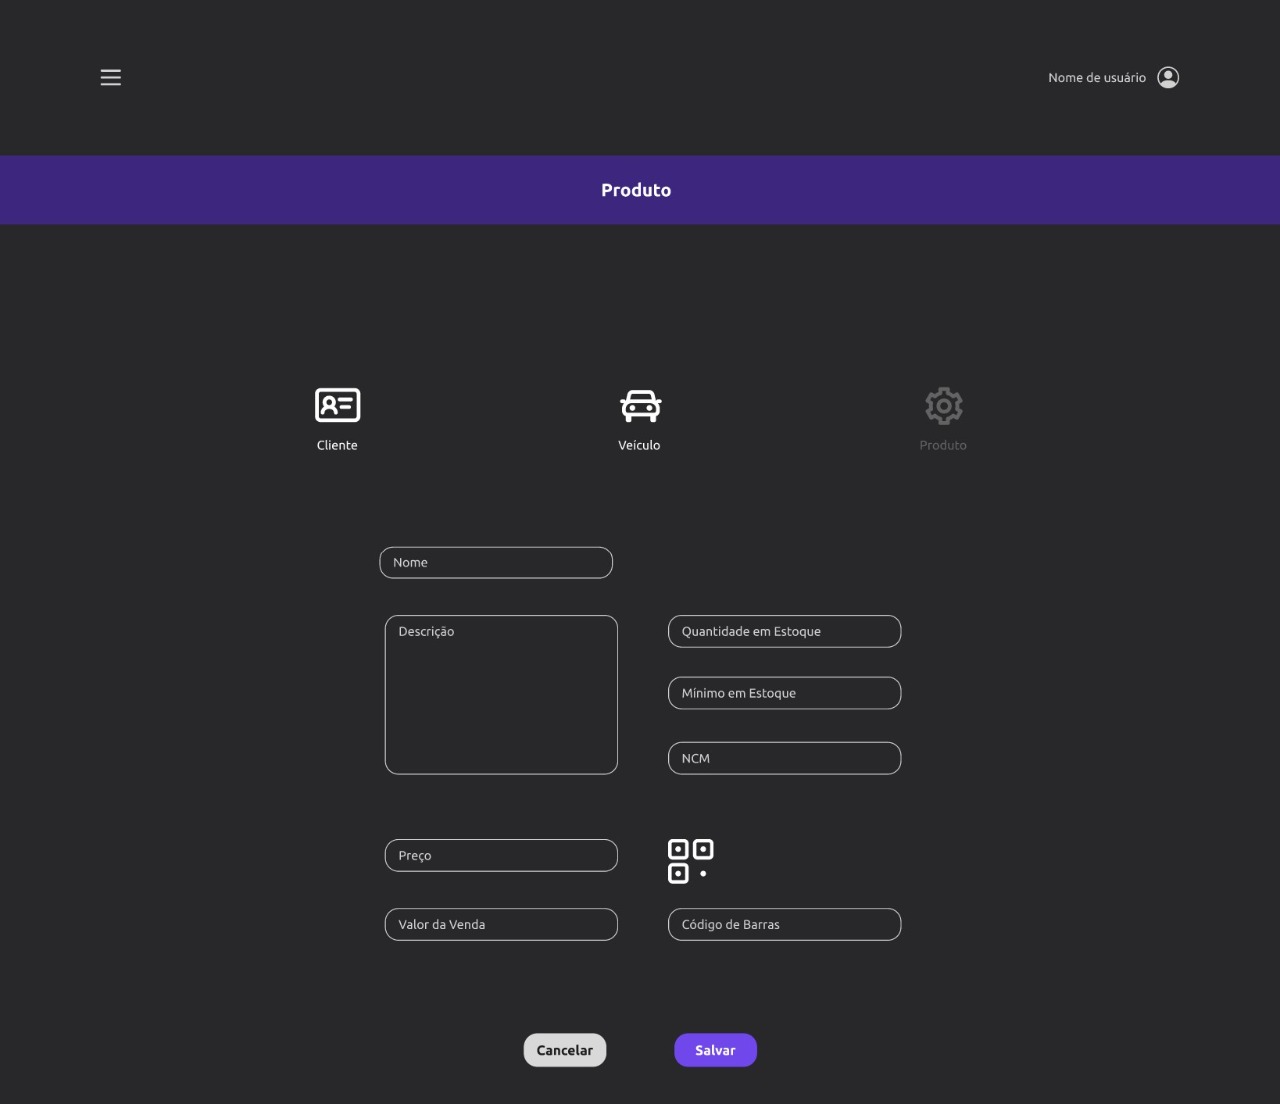 Nome de usuário
Produto
Cliente
Veículo
Produto
Nome
Descrição
Quantidade em Estoque
Mínimo em Estoque
NCM
Preço
Valor da Venda
Código de Barras
Cancelar
Salvar